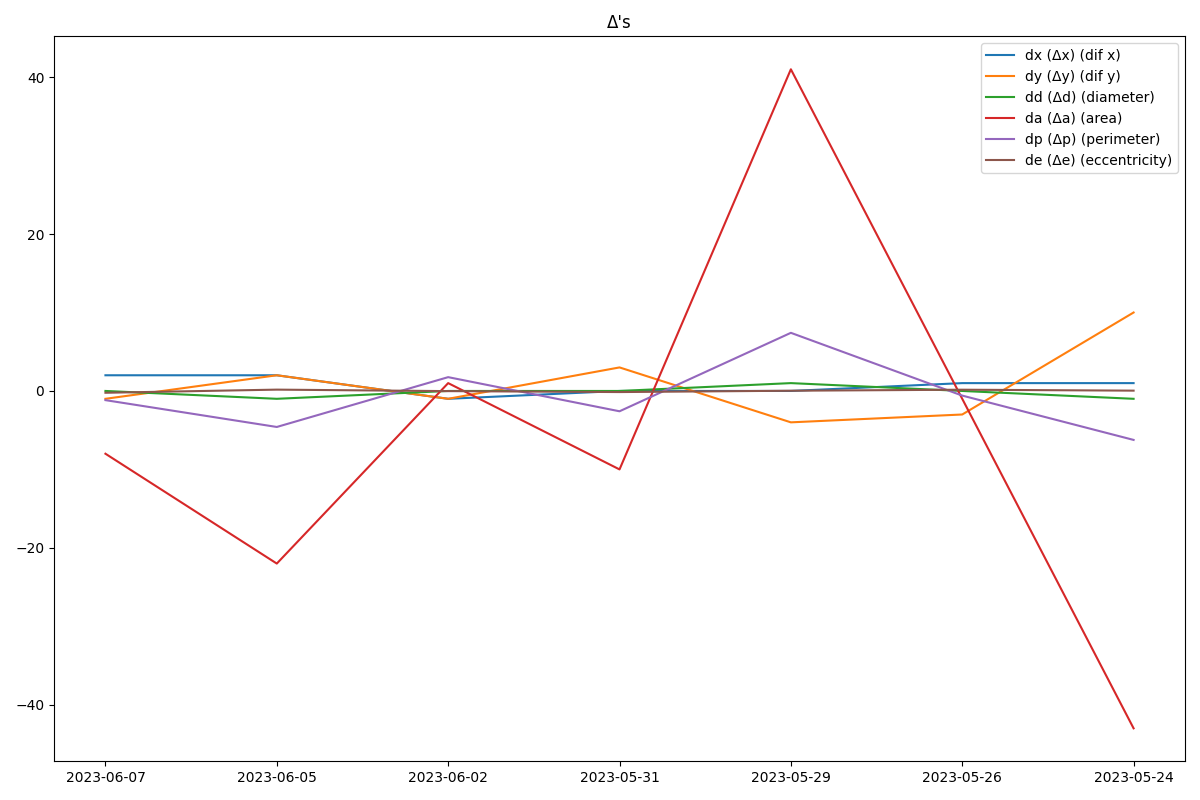 Δ's
dx (Δx) (dif x)
dy (Δy) (dif y)
dd (Δd) (diameter)
da (Δa) (area)
dp (Δp) (perimeter)
de (Δe) (eccentricity)
40
20
0
−20
−40
2023-06-07 2023-06-05 2023-06-02 2023-05-31 2023-05-29 2023-05-26 2023-05-24